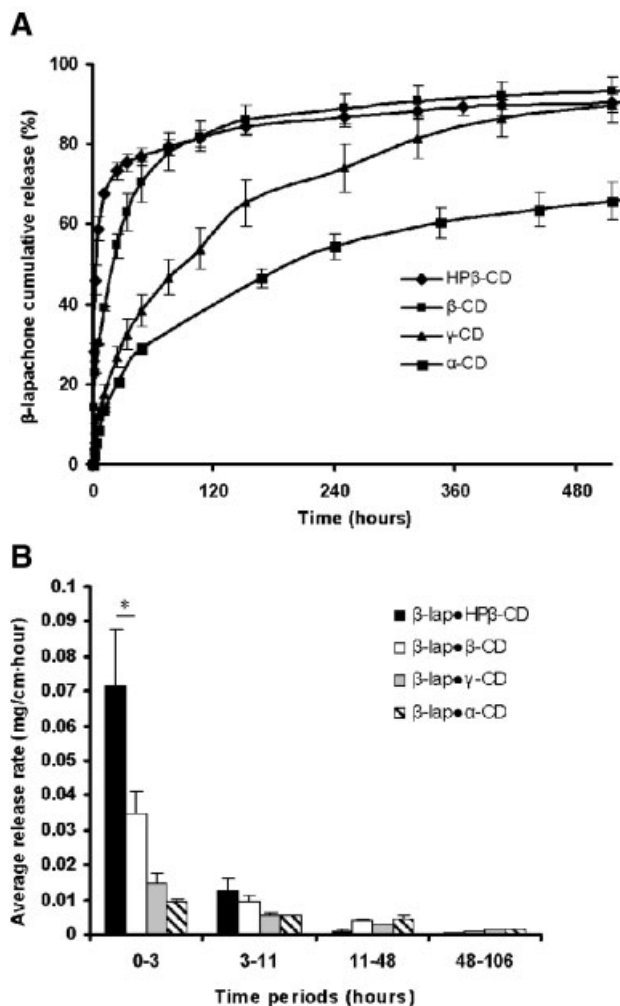 A
β-lapachone cumulative release (%)
100
80
60
40
20
0
0 120 240 360 480
Time (hours)
HPβ-CD
β-CD
γ-CD
α-CD
B
Average release rate (mg/cm·hour)
0.1
0.09
0.08
0.07
0.06
0.05
0.04
0.03
0.02
0.01
0
*
β-lap●HPβ-CD
β-lap●β-CD
β-lap●γ-CD
β-lap●α-CD
0-3 3-11 11-48 48-106
Time periods (hours)